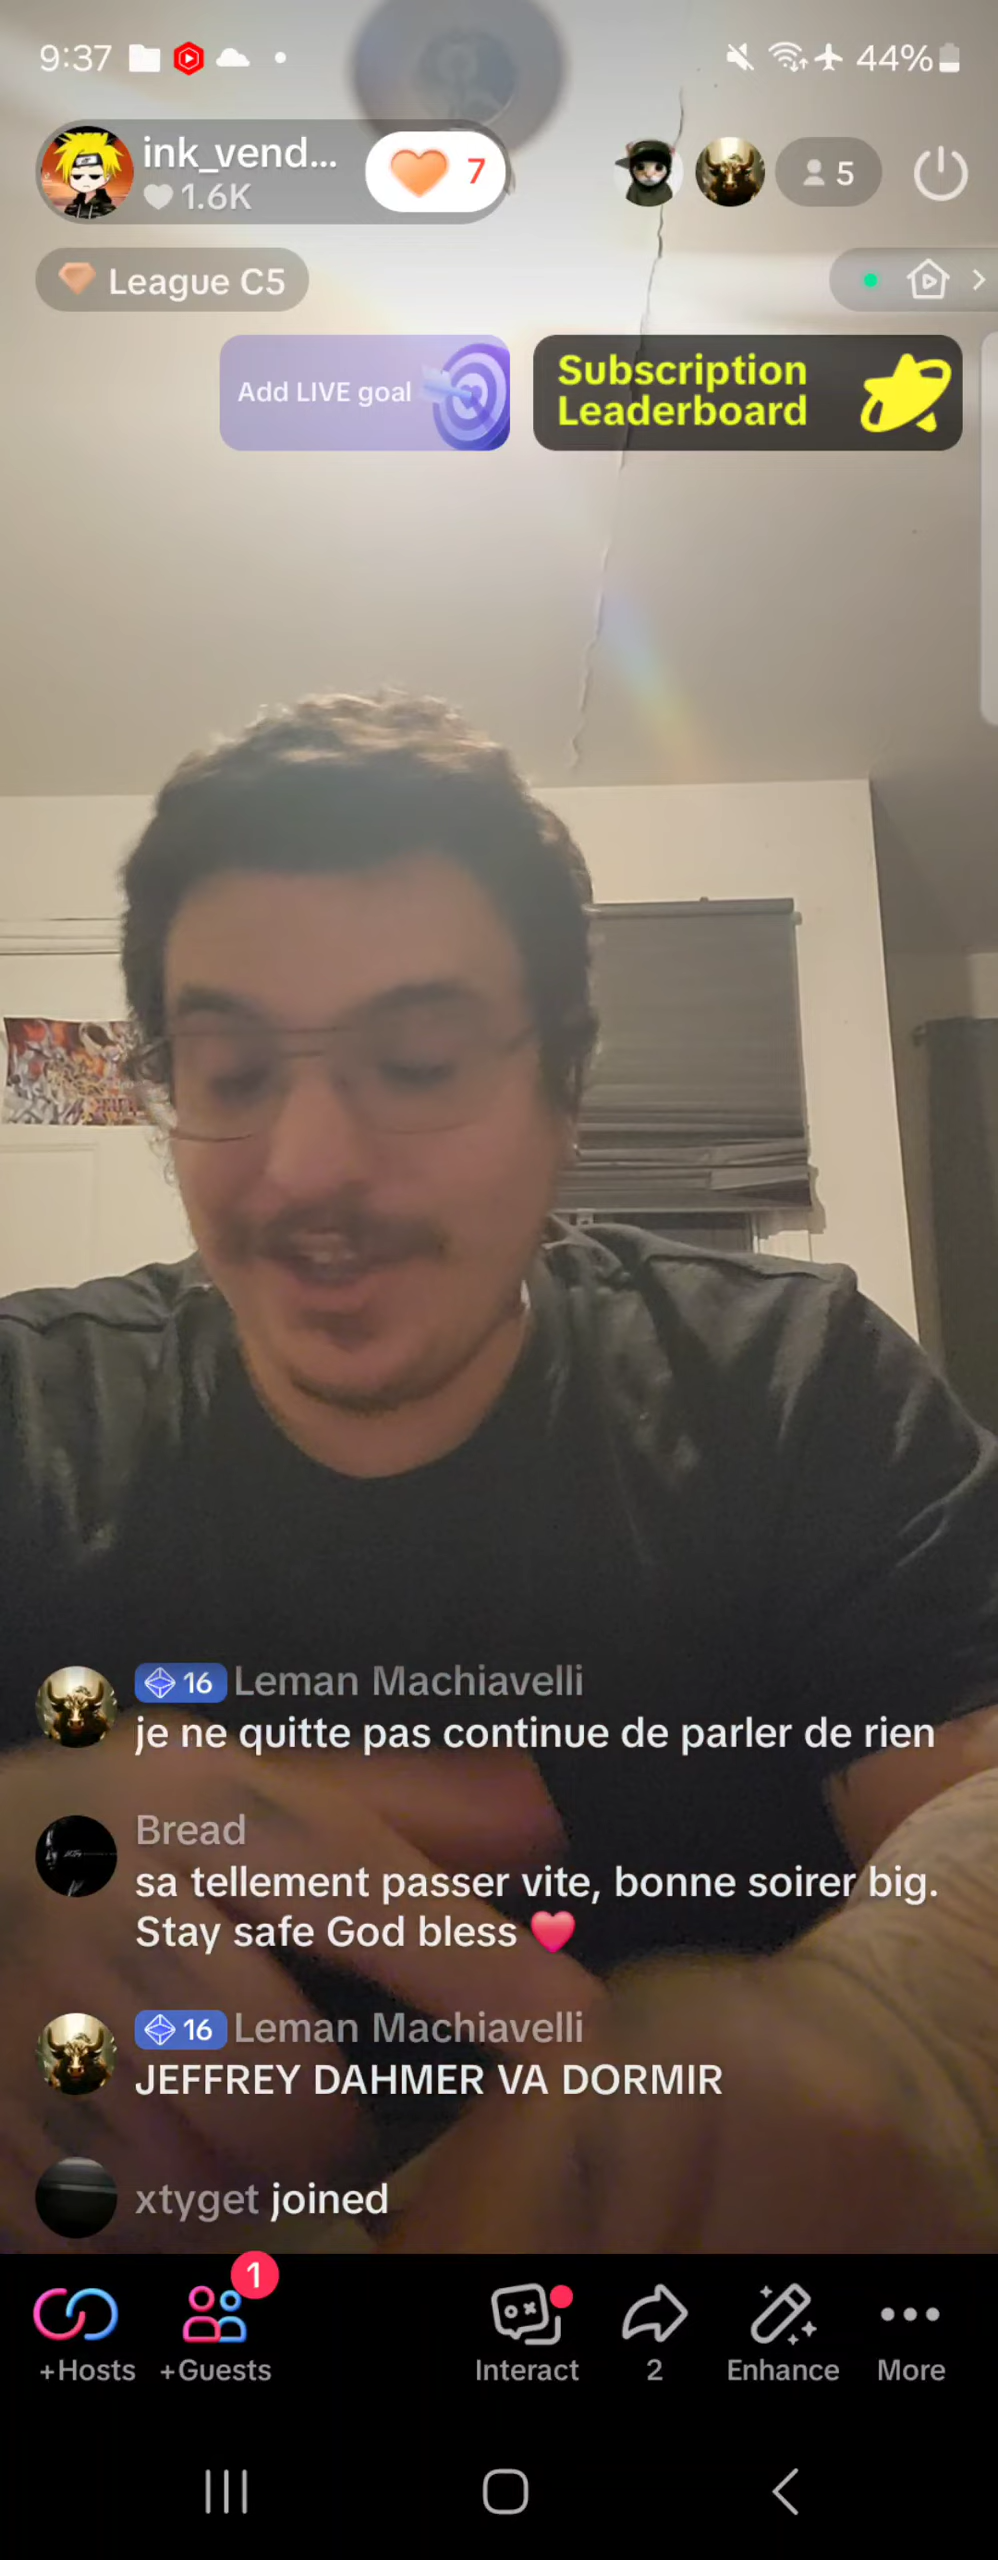 9:37
44%
ink_vend...
1.6K
7
5
League C5
Add LIVE goal
Subscription
Leaderboard
16 Leman Machiavelli
je ne quitte pas continue de parler de rien
Bread
sa tellement passer vite, bonne soirer big.
Stay safe God bless ❤️
16 Leman Machiavelli
JEFFREY DAHMER VA DORMIR
xtyget joined
1
+Hosts
+Guests
Interact
2
Enhance
More